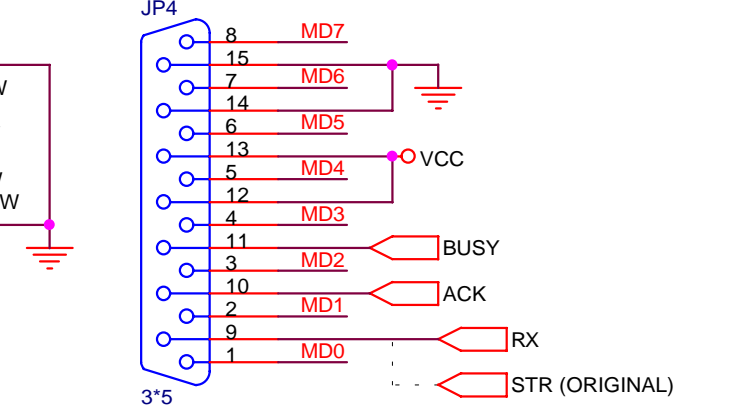 JP4
8 MD7
15
7 MD6
W
14
6 MD5
13 VCC
5 MD4
W
12
4 MD3
11 BUSY
3 MD2
10 ACK
2 MD1
9 RX
1 MD0
STR (ORIGINAL)
3*5